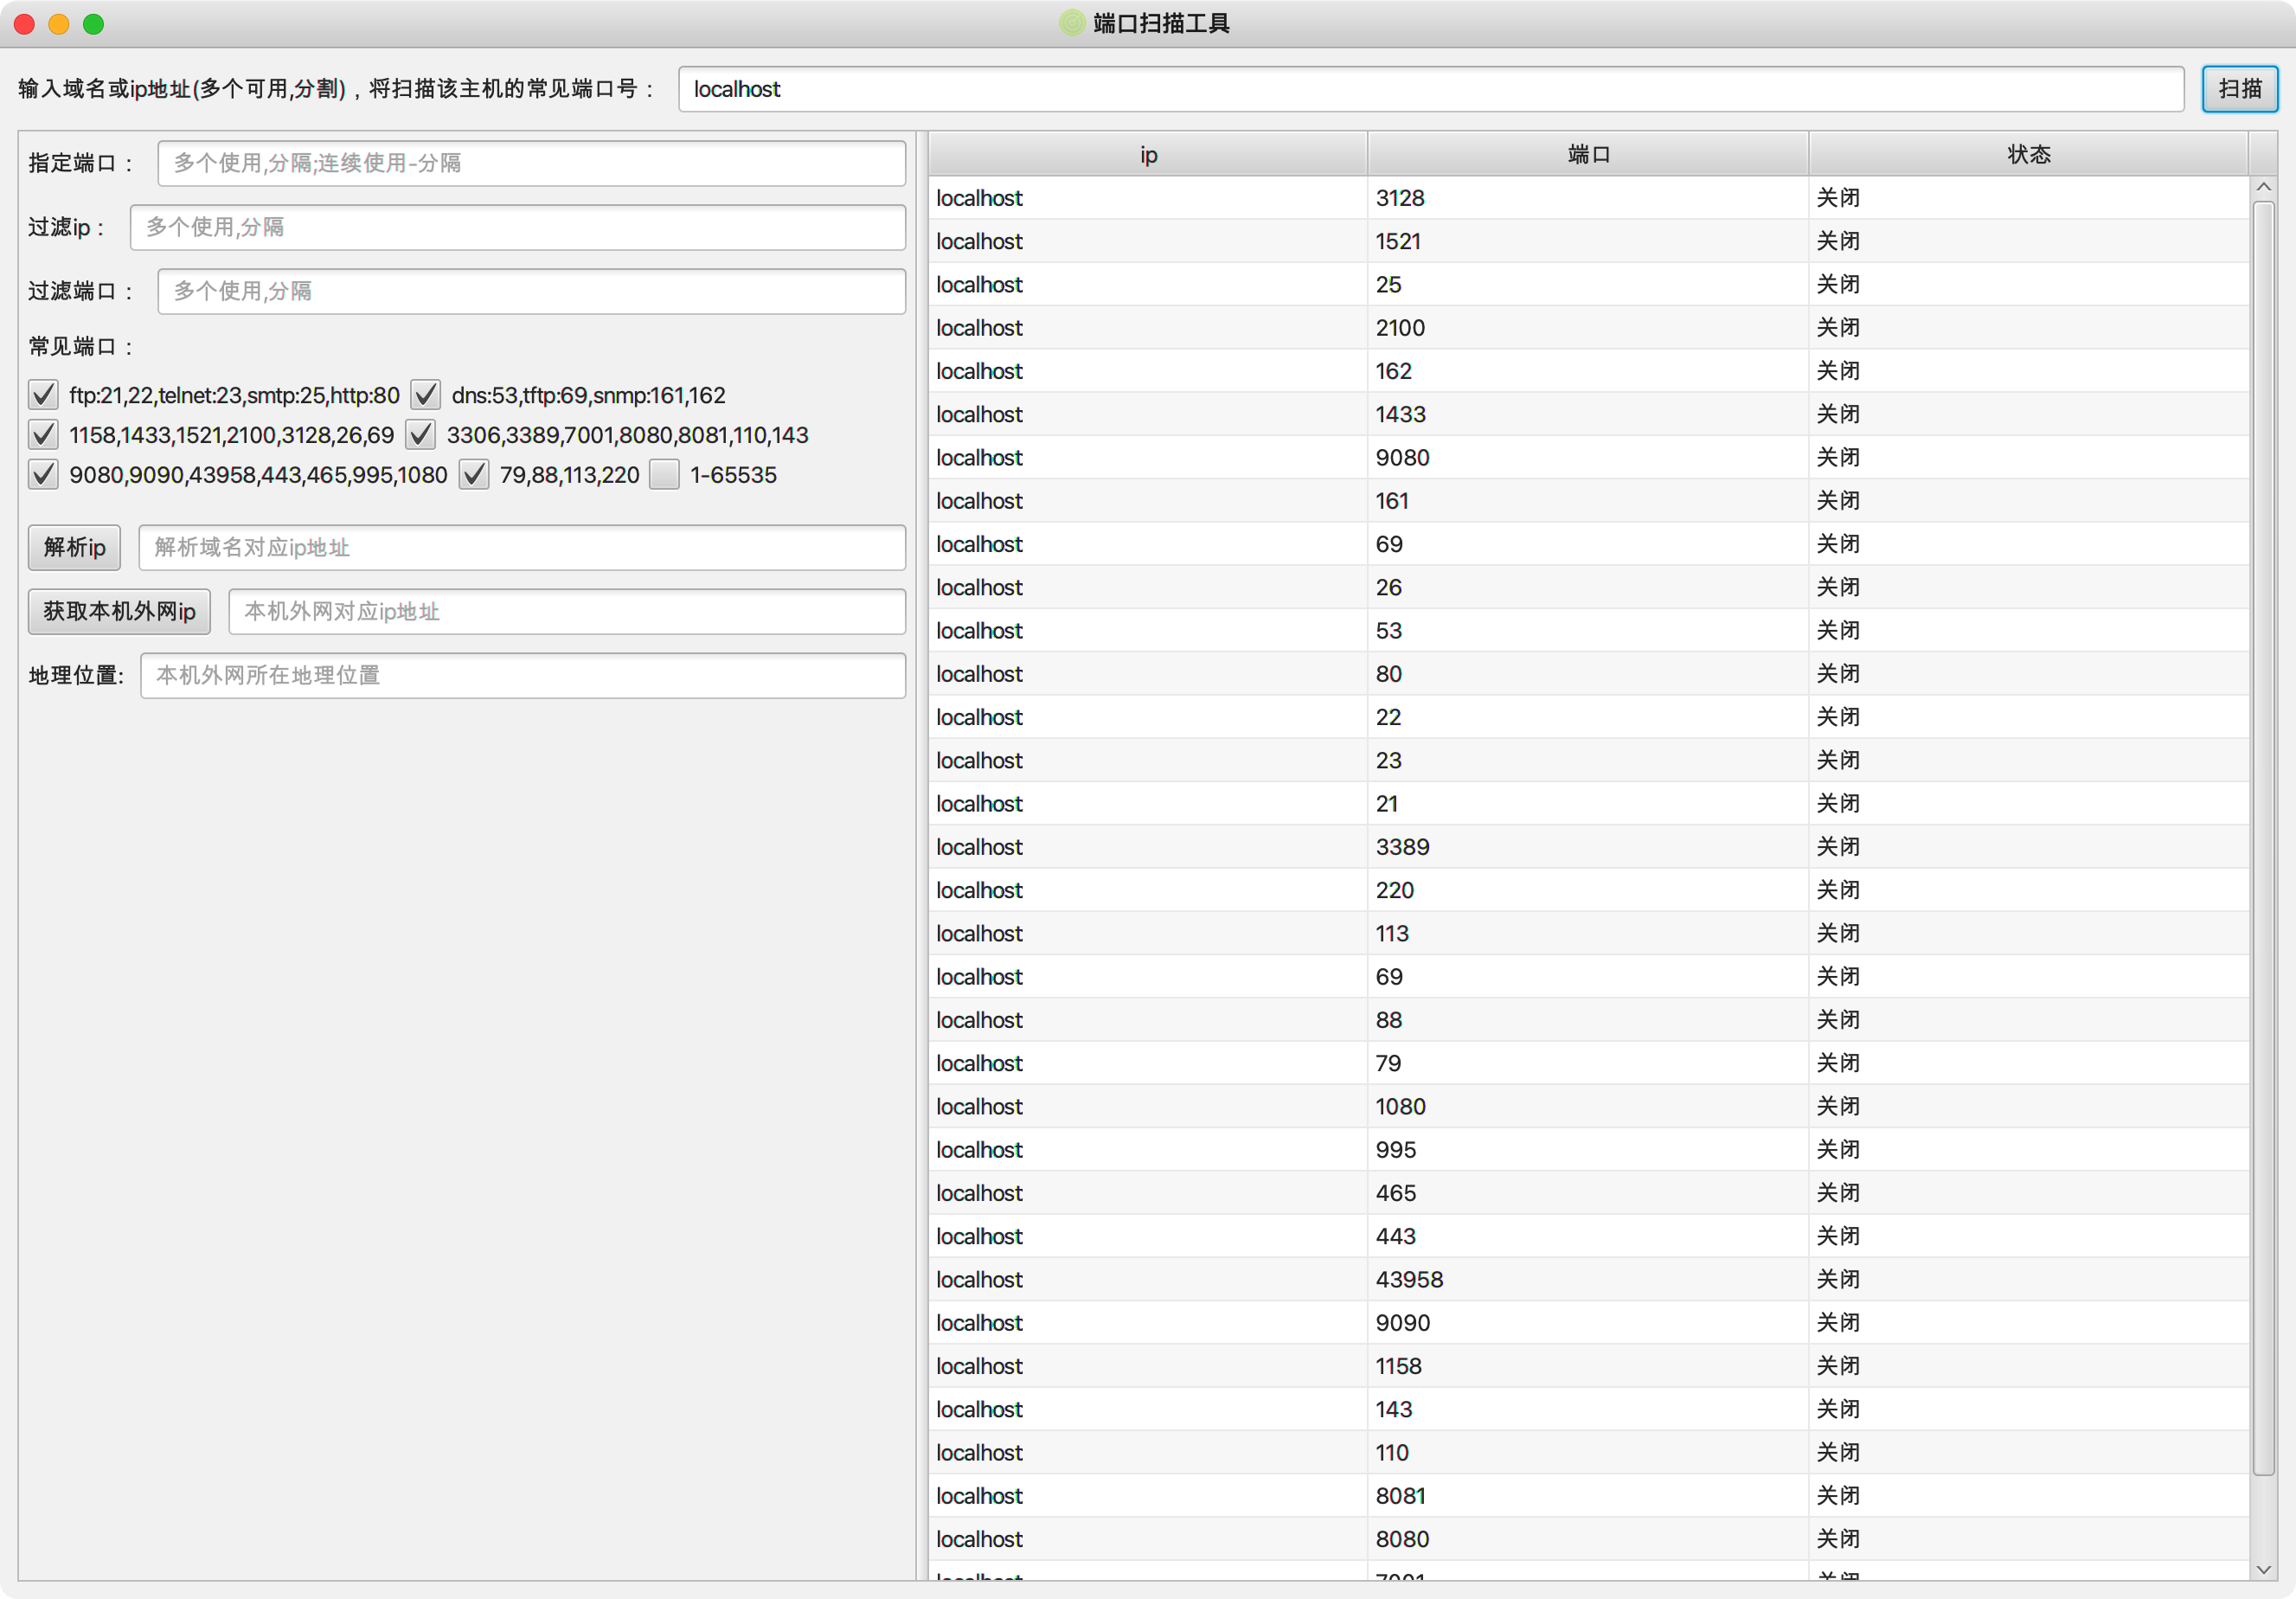 端口扫描工具
输入域名或ip地址(多个可用,分割)，将扫描该主机的常见端口号： localhost 扫描
指定端口： 多个使用,分隔;连续使用-分隔
过滤ip： 多个使用,分隔
过滤端口： 多个使用,分隔
常见端口：
ftp:21,22,telnet:23,smtp:25,http:80 dns:53,tftp:69,snmp:161,162
1158,1433,1521,2100,3128,26,69 3306,3389,7001,8080,8081,110,143
9080,9090,43958,443,465,995,1080 79,88,113,220 1-65535
解析ip 解析域名对应ip地址
获取本机外网ip 本机外网对应ip地址
地理位置: 本机外网所在地理位置
ip 端口 状态
localhost 3128 关闭
localhost 1521 关闭
localhost 25 关闭
localhost 2100 关闭
localhost 162 关闭
localhost 1433 关闭
localhost 9080 关闭
localhost 161 关闭
localhost 69 关闭
localhost 26 关闭
localhost 53 关闭
localhost 80 关闭
localhost 22 关闭
localhost 23 关闭
localhost 21 关闭
localhost 3389 关闭
localhost 220 关闭
localhost 113 关闭
localhost 69 关闭
localhost 88 关闭
localhost 79 关闭
localhost 1080 关闭
localhost 995 关闭
localhost 465 关闭
localhost 443 关闭
localhost 43958 关闭
localhost 9090 关闭
localhost 1158 关闭
localhost 143 关闭
localhost 110 关闭
localhost 8081 关闭
localhost 8080 关闭
localhost 7001 关闭